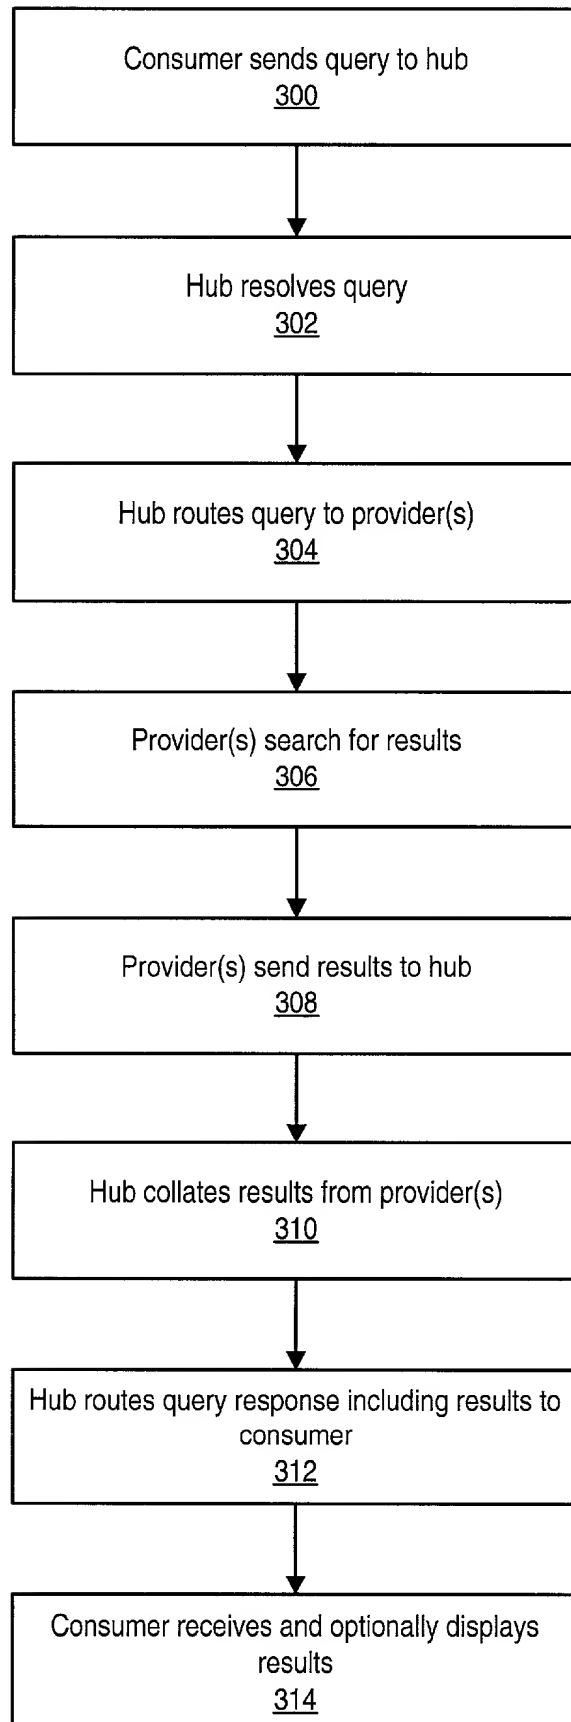 Consumer sends query to hub
300
Hub resolves query
302
Hub routes query to provider(s)
304
Provider(s) search for results
306
Provider(s) send results to hub
308
Hub collates results from provider(s)
310
Hub routes query response including results to
consumer
312
Consumer receives and optionally displays
results
314